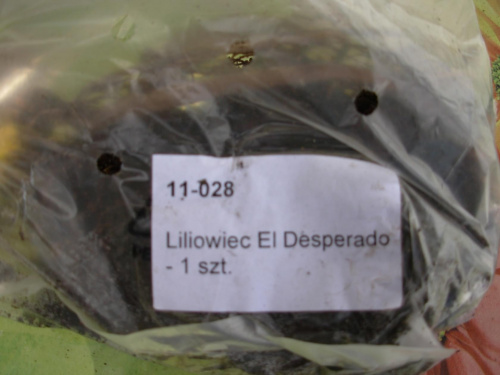 11-028
Liliowiec El Desperado
- 1 szt.